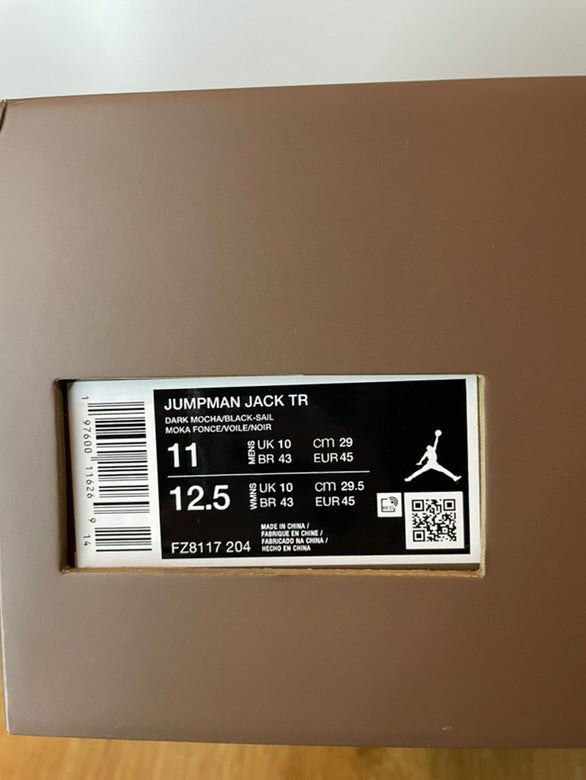 JUMPMAN JACK TR
DARK MOCHA/BLACK-SAIL
MOKA FONCE/VOILE/NOIR
11 MENS UK 10 cm 29
BR 43 EUR 45
12.5 WMNS UK 10 cm 29.5
BR 43 EUR 45
MADE IN CHINA /
FABRIQUE EN CHINE /
FABRICADO NA CHINA /
HECHO EN CHINA
FZ8117 204
1 97600 11626 9 14